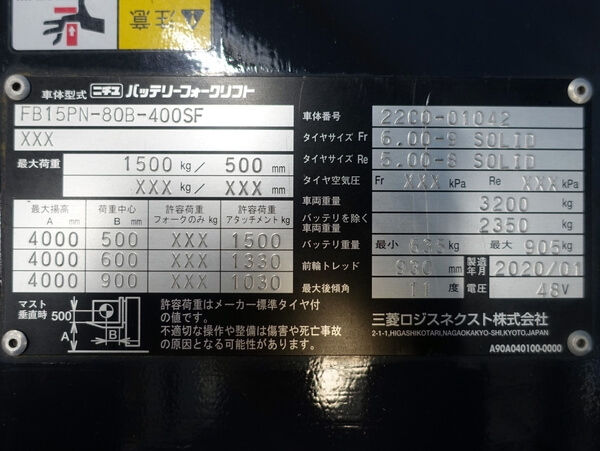 注意
車体型式 ニチユ バッテリーフォークリフト
FB15PN-80B-400SF
XXX
最大荷重 1500 kg／ 500 mm
XXX kg／ XXX mm
最大揚高 A mm 荷重中心 B mm 許容荷重 フォークのみ kg 許容荷重 アタッチメント kg
4000 500 XXX 1500
4000 600 XXX 1330
4000 900 XXX 1030
マスト垂直時 500 A B
許容荷重はメーカー標準タイヤ付
の値です。
不適切な操作や整備は傷害や死亡事故
の原因となる可能性があります。
車体番号 22CC-01042
タイヤサイズ Fr 6.00-9 SOLID
タイヤサイズ Re 5.00-8 SOLID
タイヤ空気圧 Fr XXX kPa Re XXX kPa
車両重量 3200 kg
バッテリを除く車両重量 2350 kg
バッテリ重量 最小 kg 最大 905 kg
前輪トレッド mm 製造年月 2020/01
最大後傾角 11 度 電圧 48 V
三菱ロジスネクスト株式会社
2-1-1,HIGASHIKOTARI,NAGAOKAKYO-SHI,KYOTO,JAPAN
A90A040100-0000